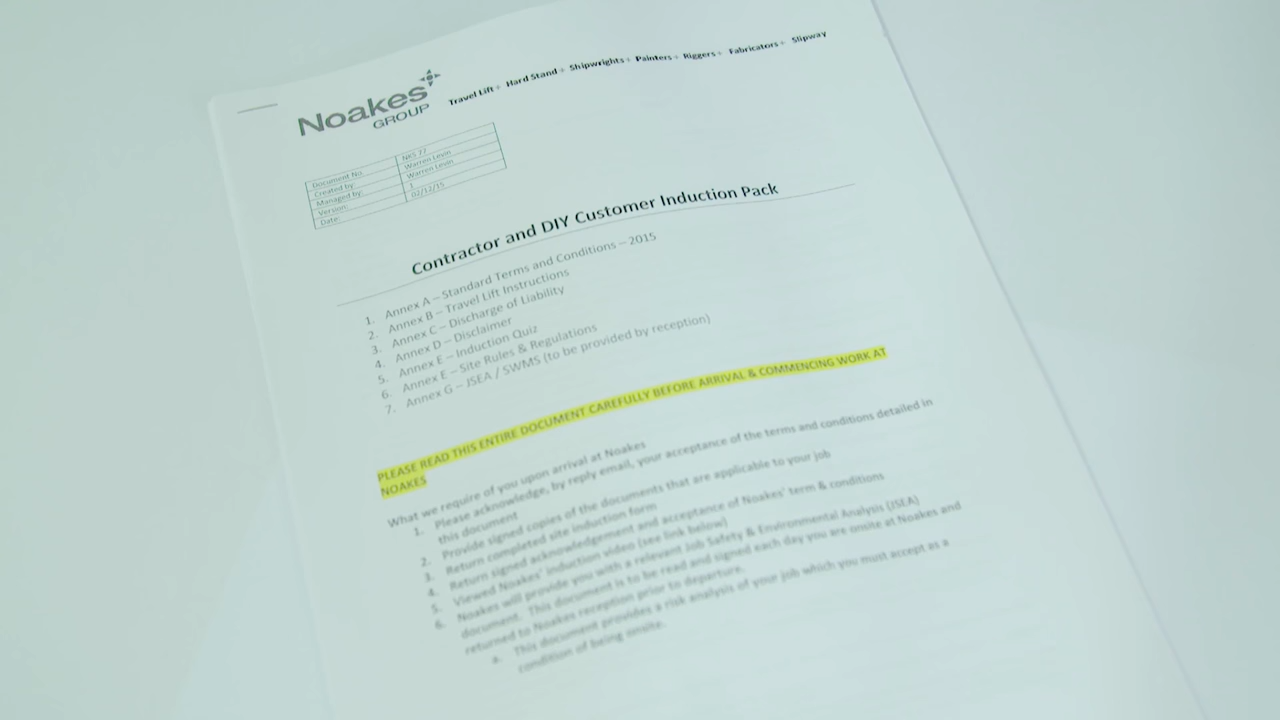 Noakes
GROUP
Travel Lift + Hard Stand + Shipwrights + Painters + Riggers + Fabricators + Slipway
Document No. NKS 77
Created by: Warren Levin
Managed by: Warren Levin
Version: 1
Date: 02/12/15
Contractor and DIY Customer Induction Pack
1. Annex A – Standard Terms and Conditions – 2015
2. Annex B – Travel Lift Instructions
3. Annex C – Discharge of Liability
4. Annex D – Disclaimer
5. Annex E – Induction Quiz
6. Annex E – Site Rules & Regulations
7. Annex G – JSEA / SWMS (to be provided by reception)
PLEASE READ THIS ENTIRE DOCUMENT CAREFULLY BEFORE ARRIVAL & COMMENCING WORK AT
NOAKES
What we require of you upon arrival at Noakes
1. Please acknowledge, by reply email, your acceptance of the terms and conditions detailed in
this document
2. Provide signed copies of the documents that are applicable to your job
3. Return completed site induction form
4. Return signed acknowledgement and acceptance of Noakes' term & conditions
5. Viewed Noakes' induction video (see link below)
6. Noakes will provide you with a relevant Job Safety & Environmental Analysis (JSEA)
document. This document is to be read and signed each day you are onsite at Noakes and
returned to Noakes reception prior to departure.
a. This document provides a risk analysis of your job which you must accept as a
condition of being onsite.